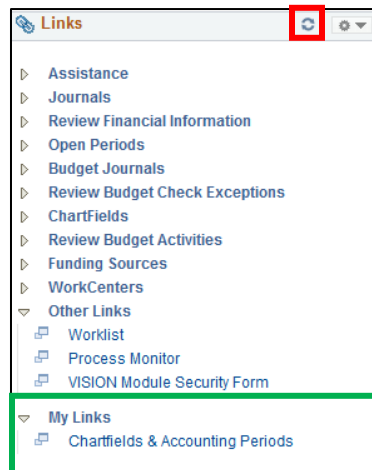 Links
Assistance
Journals
Review Financial Information
Open Periods
Budget Journals
Review Budget Check Exceptions
ChartFields
Review Budget Activities
Funding Sources
WorkCenters
Other Links
Worklist
Process Monitor
VISION Module Security Form
My Links
Chartfields & Accounting Periods